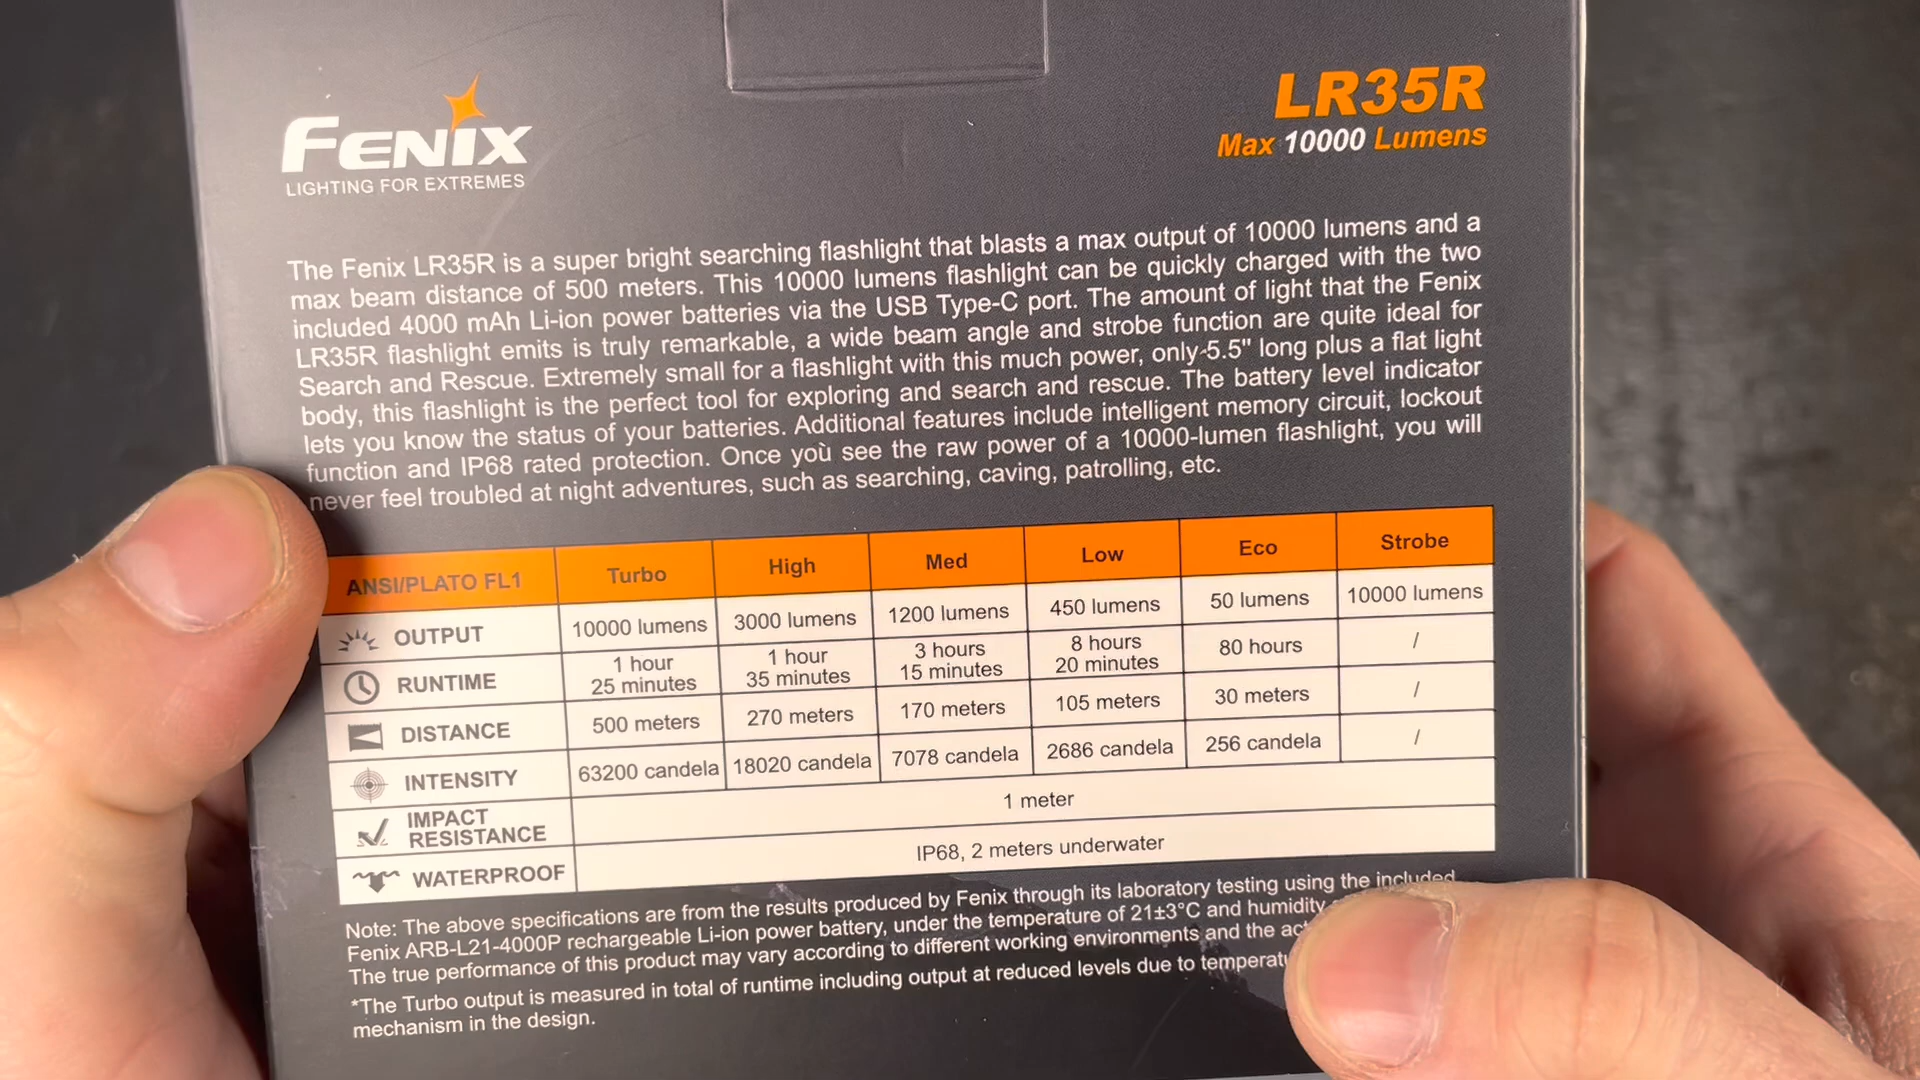 FENIX
LIGHTING FOR EXTREMES
LR35R
Max 10000 Lumens
The Fenix LR35R is a super bright searching flashlight that blasts a max output of 10000 lumens and a
max beam distance of 500 meters. This 10000 lumens flashlight can be quickly charged with the two
included 4000 mAh Li-ion power batteries via the USB Type-C port. The amount of light that the Fenix
LR35R flashlight emits is truly remarkable, a wide beam angle and strobe function are quite ideal for
Search and Rescue. Extremely small for a flashlight with this much power, only 5.5" long plus a flat light
body, this flashlight is the perfect tool for exploring and search and rescue. The battery level indicator
lets you know the status of your batteries. Additional features include intelligent memory circuit, lockout
function and IP68 rated protection. Once you see the raw power of a 10000-lumen flashlight, you will
never feel troubled at night adventures, such as searching, caving, patrolling, etc.
ANSI/PLATO FL1 Turbo High Med Low Eco Strobe
OUTPUT 10000 lumens 3000 lumens 1200 lumens 450 lumens 50 lumens 10000 lumens
RUNTIME 1 hour 25 minutes 1 hour 35 minutes 3 hours 15 minutes 8 hours 20 minutes 80 hours /
DISTANCE 500 meters 270 meters 170 meters 105 meters 30 meters /
INTENSITY 63200 candela 18020 candela 7078 candela 2686 candela 256 candela /
IMPACT RESISTANCE 1 meter
WATERPROOF IP68, 2 meters underwater
Note: The above specifications are from the results produced by Fenix through its laboratory testing using the included
Fenix ARB-L21-4000P rechargeable Li-ion power battery, under the temperature of 21±3°C and humidity
The true performance of this product may vary according to different working environments and the
*The Turbo output is measured in total of runtime including output at reduced levels due to
mechanism in the design.